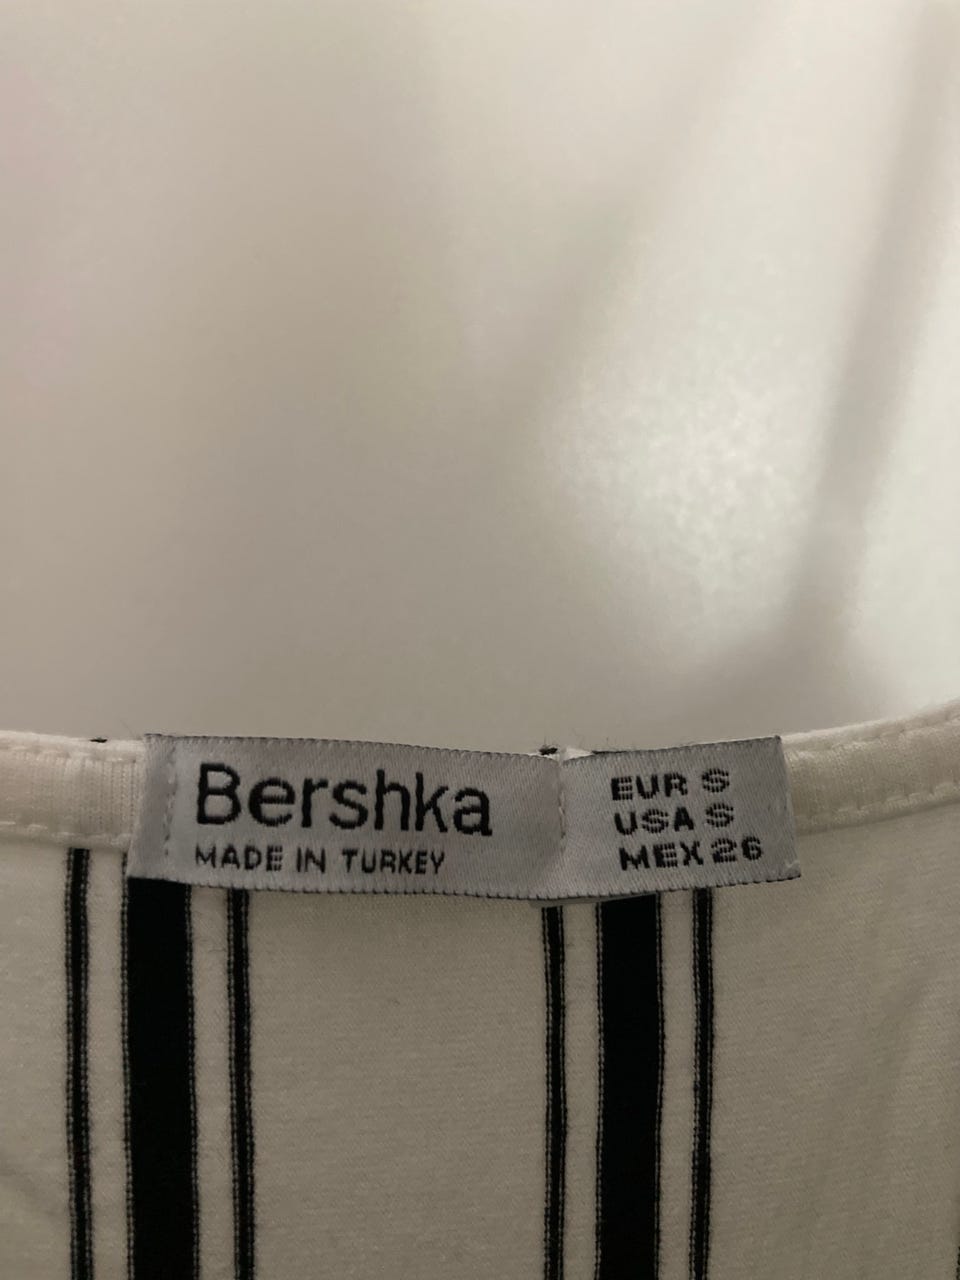 Bershka
MADE IN TURKEY
EUR S
USA S
MEX 26